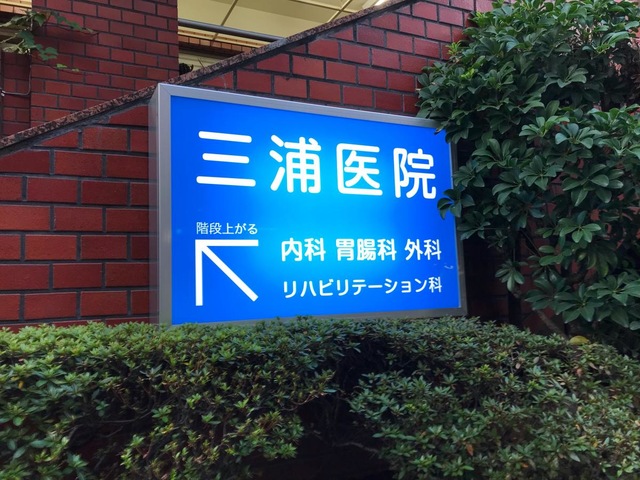 三浦医院
階段上がる
内科 胃腸科 外科
リハビリテーション科